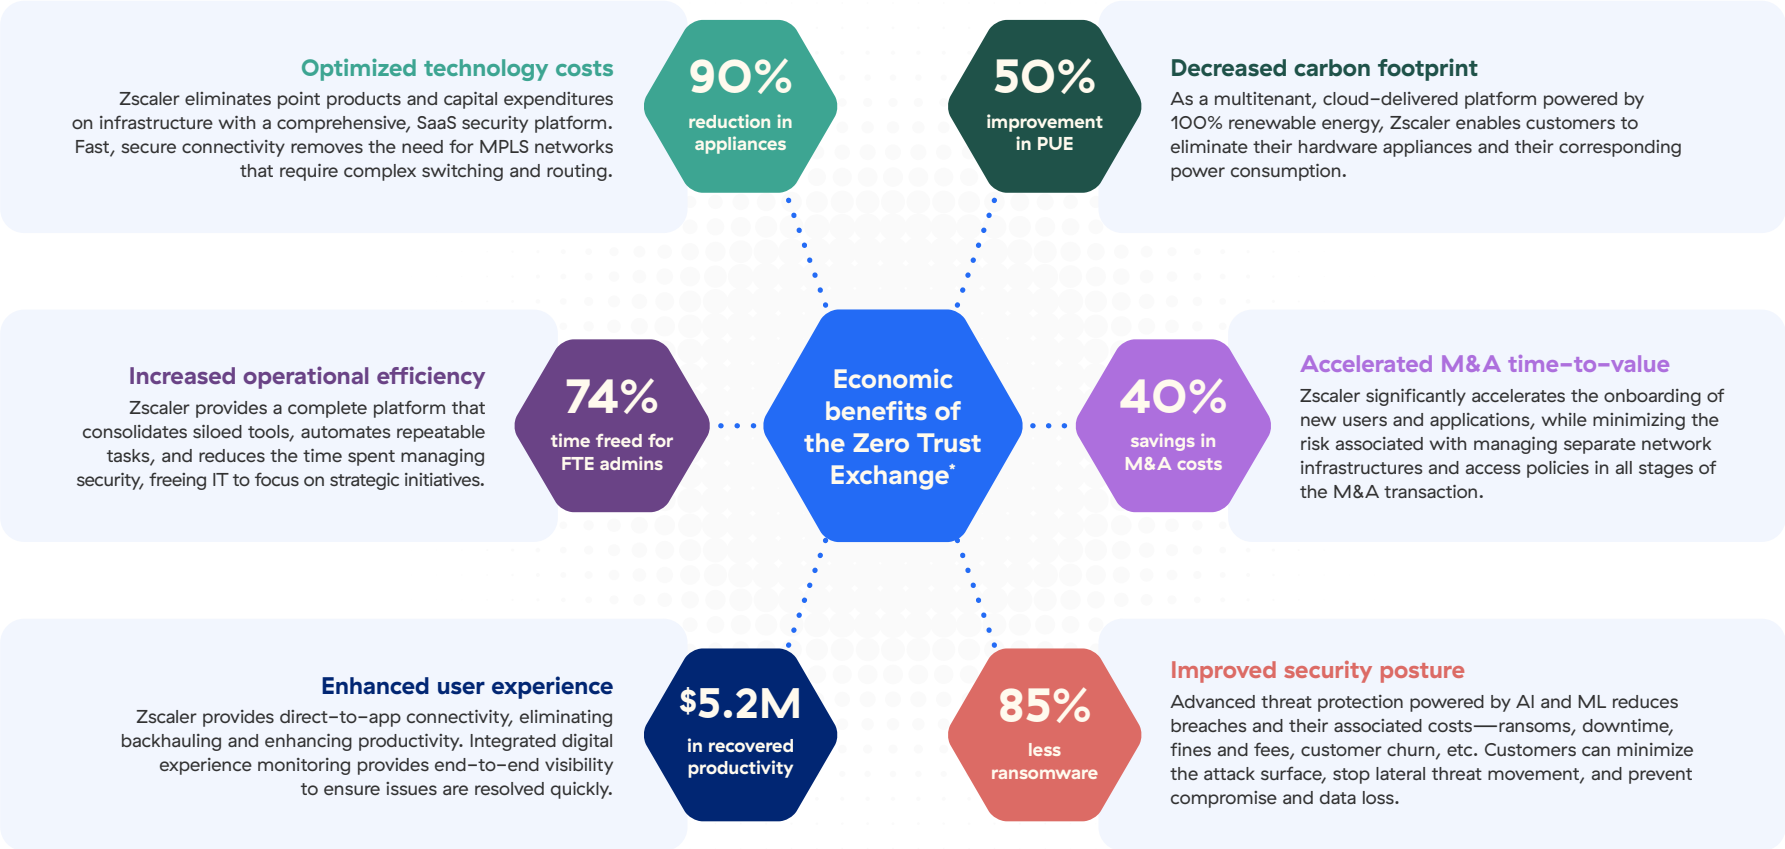 Optimized technology costs
Zscaler eliminates point products and capital expenditures
on infrastructure with a comprehensive, SaaS security platform.
Fast, secure connectivity removes the need for MPLS networks
that require complex switching and routing.
90%
reduction in
appliances
50%
improvement
in PUE
Decreased carbon footprint
As a multitenant, cloud-delivered platform powered by
100% renewable energy, Zscaler enables customers to
eliminate their hardware appliances and their corresponding
power consumption.
Increased operational efficiency
Zscaler provides a complete platform that
consolidates siloed tools, automates repeatable
tasks, and reduces the time spent managing
security, freeing IT to focus on strategic initiatives.
74%
time freed for
FTE admins
Economic
benefits of
the Zero Trust
Exchange*
40%
savings in
M&A costs
Accelerated M&A time-to-value
Zscaler significantly accelerates the onboarding of
new users and applications, while minimizing the
risk associated with managing separate network
infrastructures and access policies in all stages of
the M&A transaction.
Enhanced user experience
Zscaler provides direct-to-app connectivity, eliminating
backhauling and enhancing productivity. Integrated digital
experience monitoring provides end-to-end visibility
to ensure issues are resolved quickly.
$5.2M
in recovered
productivity
85%
less
ransomware
Improved security posture
Advanced threat protection powered by AI and ML reduces
breaches and their associated costs—ransoms, downtime,
fines and fees, customer churn, etc. Customers can minimize
the attack surface, stop lateral threat movement, and prevent
compromise and data loss.